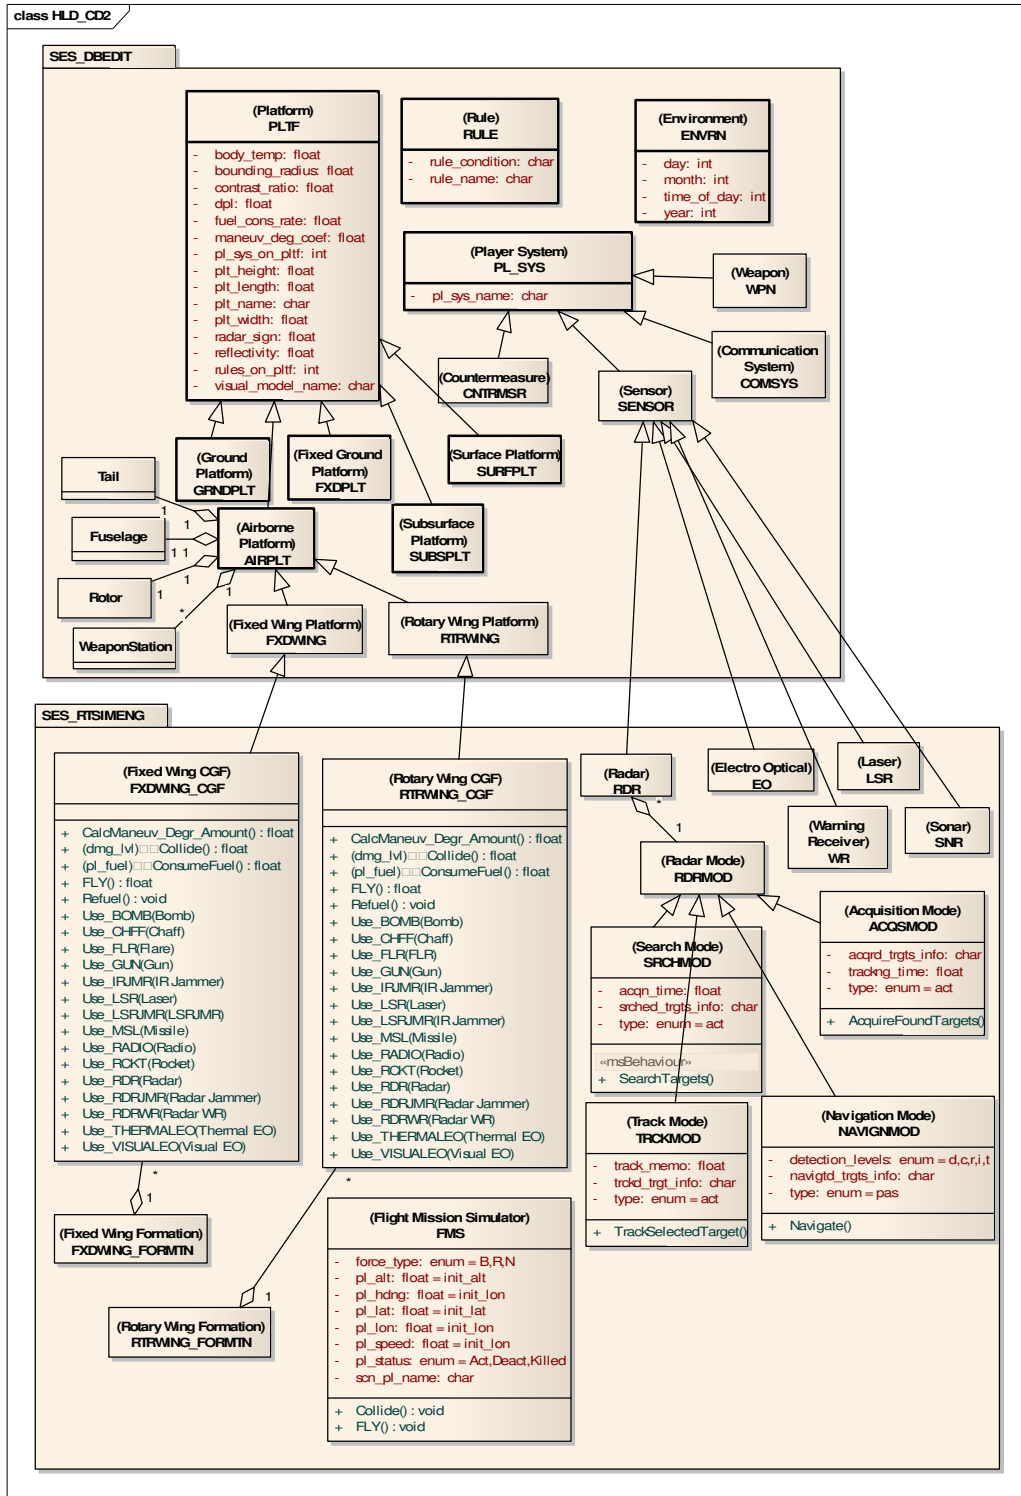 class HLD_CD2
SES_DBEDIT
(Platform)
PLTF
- body_temp: float
- bounding_radius: float
- contrast_ratio: float
- dpl: float
- fuel_cons_rate: float
- maneuv_deg_coef: float
- pl_sys_on_pltf: int
- plt_height: float
- plt_length: float
- plt_name: char
- plt_width: float
- radar_sign: float
- reflectivity: float
- rules_on_pltf: int
- visual_model_name: char
(Rule)
RULE
- rule_condition: char
- rule_name: char
(Environment)
ENVRN
- day: int
- month: int
- time_of_day: int
- year: int
(Player System)
PL_SYS
- pl_sys_name: char
(Weapon)
WPN
(Countermeasure)
CNTRMSR
(Sensor)
SENSOR
(Communication
System)
COMSYS
(Ground
Platform)
GRNDPLT
(Fixed Ground
Platform)
FXDPLT
(Surface Platform)
SURFPLT
(Subsurface
Platform)
SUBSPLT
Tail
1
1
Fuselage
1 1
(Airborne
Platform)
AIRPLT
Rotor
1
1
1
*
WeaponStation
(Fixed Wing Platform)
FXDWING
(Rotary Wing Platform)
RTRWING
SES_RTSIMENG
(Fixed Wing CGF)
FXDWING_CGF
+ CalcManeuv_Degr_Amount() : float
+ (dmg_lvl)□□Collide() : float
+ (pl_fuel)□□ConsumeFuel() : float
+ FLY() : float
+ Refuel() : void
+ Use_BOMB(Bomb)
+ Use_CHFF(Chaff)
+ Use_FLR(Flare)
+ Use_GUN(Gun)
+ Use_IRJMR(IR Jammer)
+ Use_LSR(Laser)
+ Use_LSRJMR(LSRJMR)
+ Use_MSL(Missile)
+ Use_RADIO(Radio)
+ Use_RCKT(Rocket)
+ Use_RDR(Radar)
+ Use_RDRJMR(Radar Jammer)
+ Use_RDRWR(Radar WR)
+ Use_THERMALEO(Thermal EO)
+ Use_VISUALEO(Visual EO)
*
1
(Fixed Wing Formation)
FXDWING_FORMTN
(Rotary Wing CGF)
RTRWING_CGF
+ CalcManeuv_Degr_Amount() : float
+ (dmg_lvl)□□Collide() : float
+ (pl_fuel)□□ConsumeFuel() : float
+ FLY() : float
+ Refuel() : void
+ Use_BOMB(Bomb)
+ Use_CHFF(Chaff)
+ Use_FLR(FLR)
+ Use_GUN(Gun)
+ Use_IRJMR(IR Jammer)
+ Use_LSR(Laser)
+ Use_LSRJMR(IR Jammer)
+ Use_MSL(Missile)
+ Use_RADIO(Radio)
+ Use_RCKT(Rocket)
+ Use_RDR(Radar)
+ Use_RDRJMR(Radar Jammer)
+ Use_RDRWR(Radar WR)
+ Use_THERMALEO(Thermal EO)
+ Use_VISUALEO(Visual EO)
*
1
(Rotary Wing Formation)
RTRWING_FORMTN
(Flight Mission Simulator)
FMS
- force_type: enum = B,R,N
- pl_alt: float = init_alt
- pl_hdng: float = init_lon
- pl_lat: float = init_lat
- pl_lon: float = init_lon
- pl_speed: float = init_lon
- pl_status: enum = Act,Deact,Killed
- scn_pl_name: char
+ Collide() : void
+ FLY() : void
(Radar)
RDR
*
1
(Electro Optical)
EO
(Laser)
LSR
(Warning
Receiver)
WR
(Sonar)
SNR
(Radar Mode)
RDRMOD
(Search Mode)
SRCHMOD
- acqn_time: float
- srched_trgts_info: char
- type: enum = act
«msBehaviour»
+ SearchTargets()
(Acquisition Mode)
ACQSMOD
- acqrd_trgts_info: char
- trackng_time: float
- type: enum = act
+ AcquireFoundTargets()
(Track Mode)
TRCKMOD
- track_memo: float
- trckd_trgt_info: char
- type: enum = act
+ TrackSelectedTarget()
(Navigation Mode)
NAVIGNMOD
- detection_levels: enum = d,c,r,i,t
- navigtd_trgts_info: char
- type: enum = pas
+ Navigate()